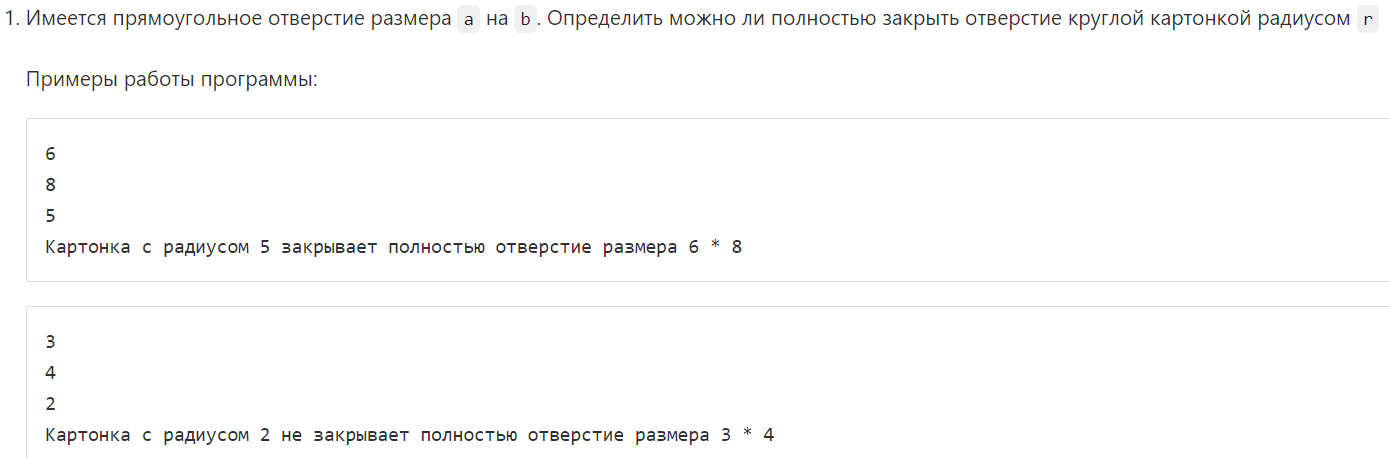 1. Имеется прямоугольное отверстие размера a на b. Определить можно ли полностью закрыть отверстие круглой картонкой радиусом r
Примеры работы программы:
6
8
5
Картонка с радиусом 5 закрывает полностью отверстие размера 6 * 8
3
4
2
Картонка с радиусом 2 не закрывает полностью отверстие размера 3 * 4